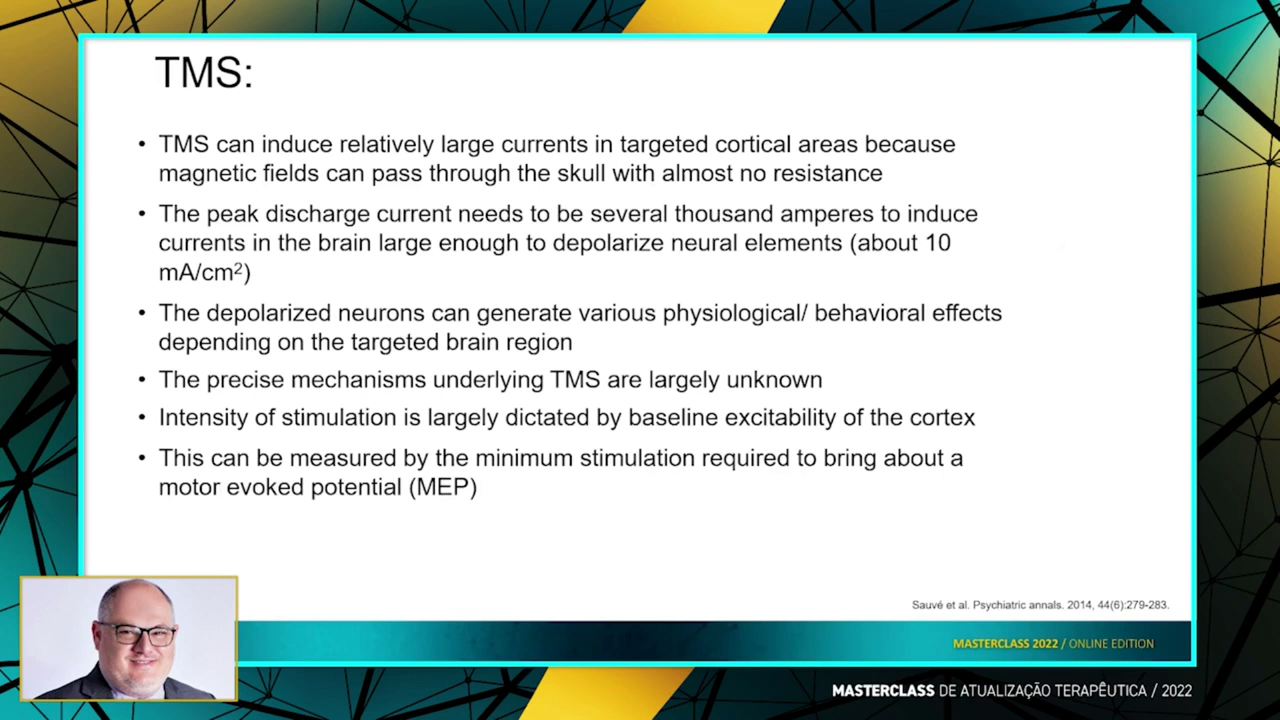 TMS:
• TMS can induce relatively large currents in targeted cortical areas because
magnetic fields can pass through the skull with almost no resistance
• The peak discharge current needs to be several thousand amperes to induce
currents in the brain large enough to depolarize neural elements (about 10
mA/cm²)
• The depolarized neurons can generate various physiological/ behavioral effects
depending on the targeted brain region
• The precise mechanisms underlying TMS are largely unknown
• Intensity of stimulation is largely dictated by baseline excitability of the cortex
• This can be measured by the minimum stimulation required to bring about a
motor evoked potential (MEP)
Sauvé et al. Psychiatric annals. 2014, 44(6):279-283.
MASTERCLASS 2022 / ONLINE EDITION
MASTERCLASS DE ATUALIZAÇÃO TERAPÊUTICA / 2022